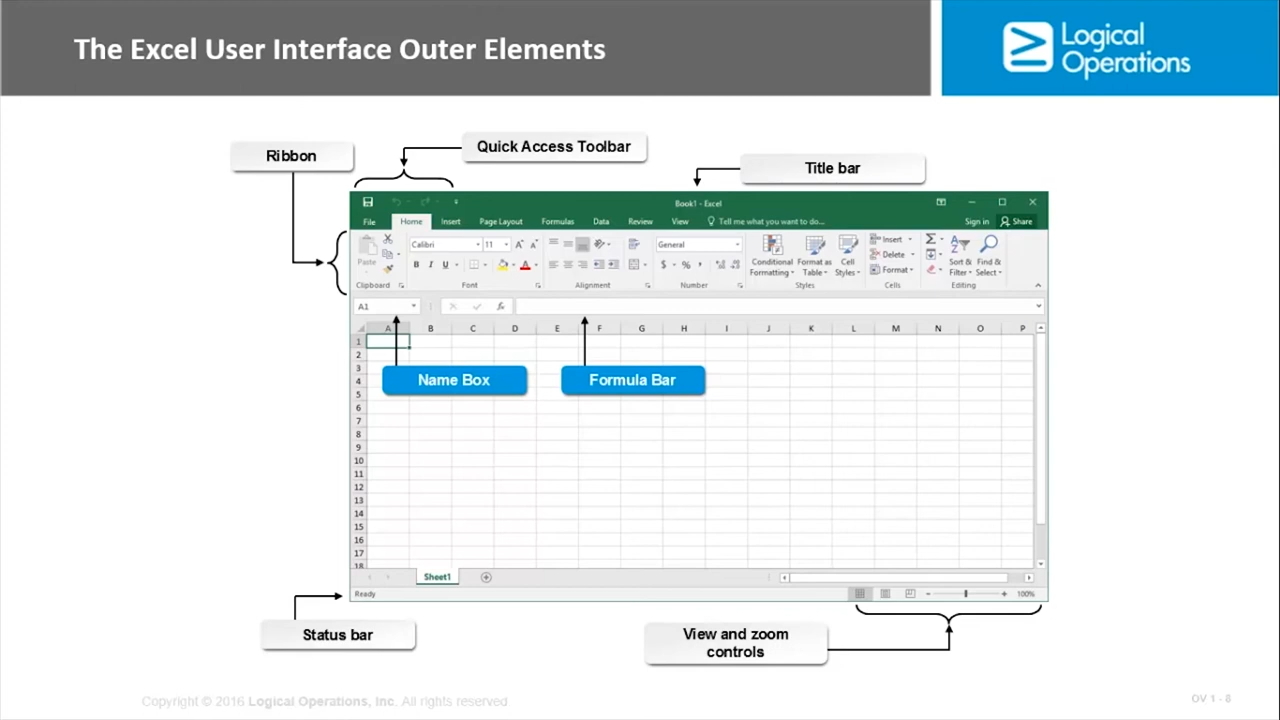 The Excel User Interface Outer Elements
Logical
Operations
Ribbon
Quick Access Toolbar
Title bar
Book1 - Excel
File Home Insert Page Layout Formulas Data Review View Tell me what you want to do... Sign in Share
Paste
Calibri 11
B I U
General
$ % ,
Conditional Formatting
Format as Table
Cell Styles
Insert
Delete
Format
Sort & Filter
Find & Select
Clipboard Font Alignment Number Styles Cells Editing
A1 fx
A B C D E F G H I J K L M N O P
1
2
3
4
5
6
7
8
9
10
11
12
13
14
15
16
17
18
Name Box
Formula Bar
Sheet1
Ready 100%
Status bar
View and zoom
controls
Copyright © 2016 Logical Operations, Inc. All rights reserved
OV 1 - 8